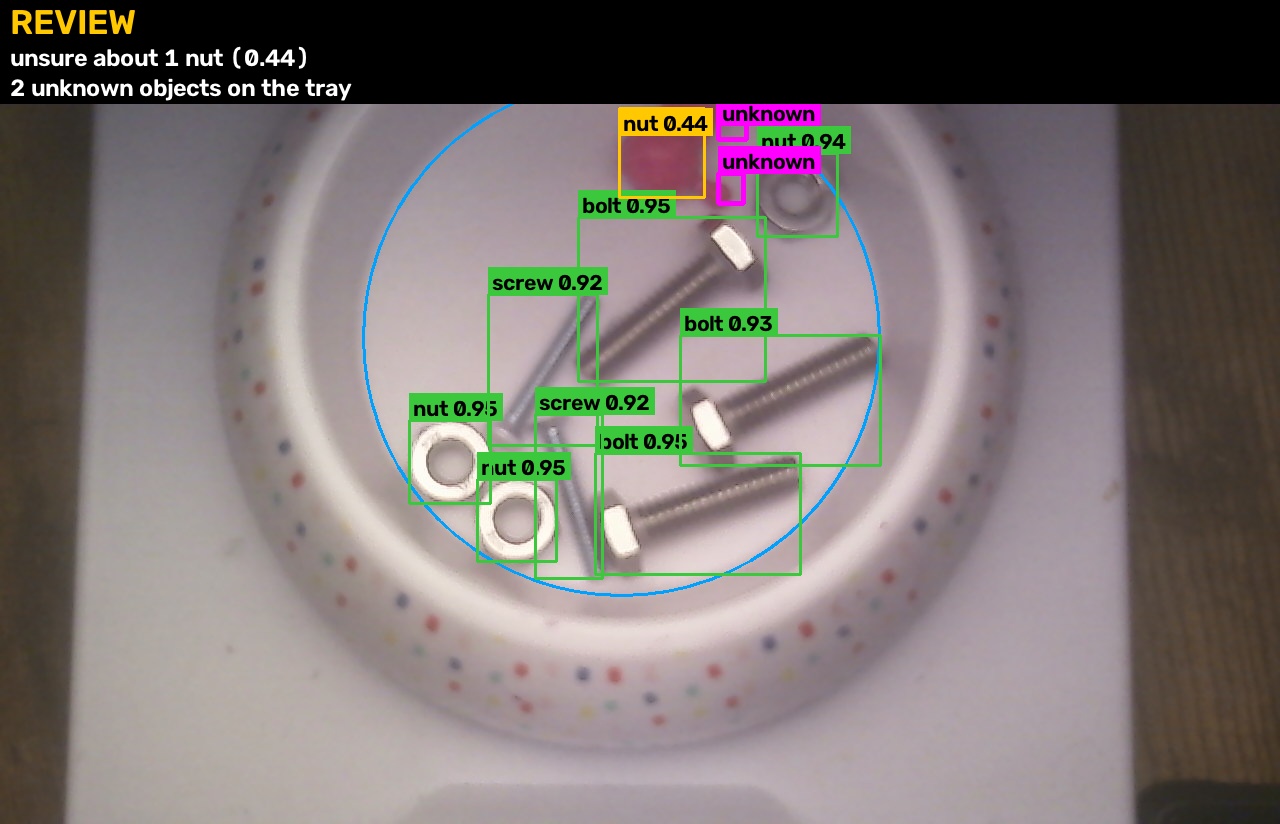 REVIEW
unsure about 1 nut (0.44)
2 unknown objects on the tray
unknown
nut 0.44
nut 0.94
unknown
bolt 0.95
screw 0.92
bolt 0.93
screw 0.92
nut 0.95
bolt 0.95
nut 0.95